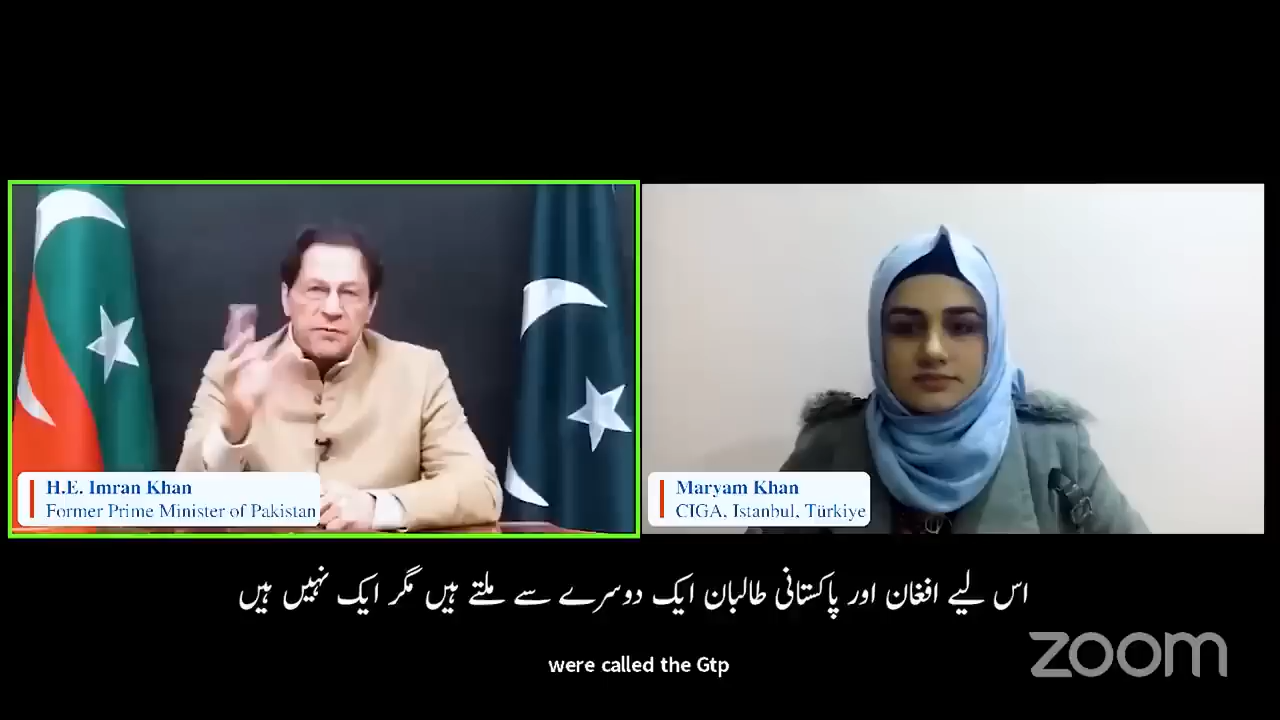 H.E. Imran Khan
Former Prime Minister of Pakistan
Maryam Khan
CIGA, Istanbul, Türkiye
اس لیے افغان اور پاکستانی طالبان ایک دوسرے سے ملتے ہیں مگر ایک نہیں ہیں
were called the Gtp
zoom